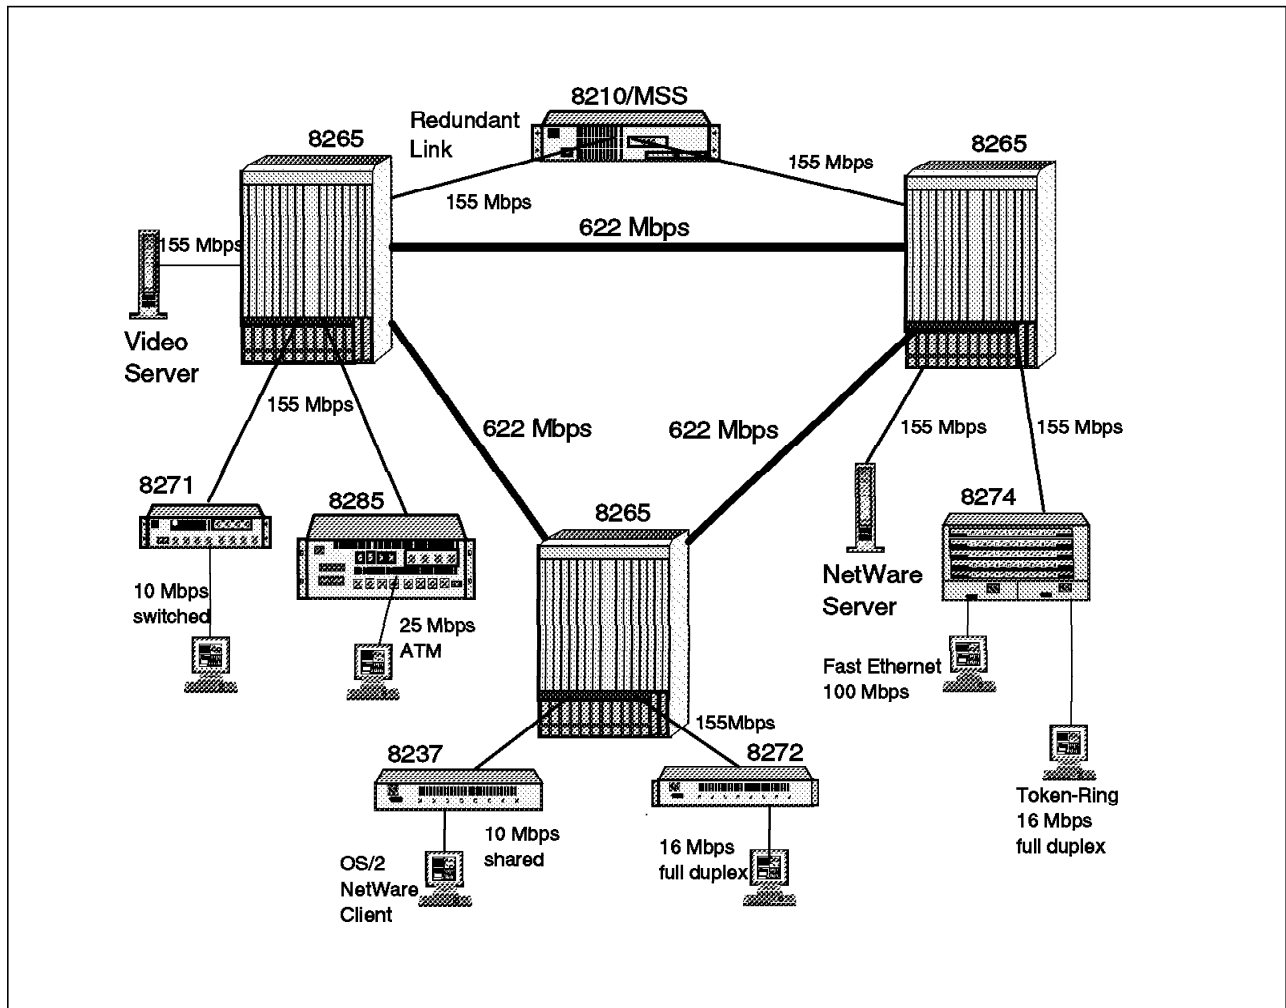 8210/MSS
Redundant
Link
8265
8265
155 Mbps
155 Mbps
622 Mbps
155 Mbps
Video
Server
155 Mbps
622 Mbps
622 Mbps
155 Mbps
155 Mbps
8271
8285
8265
8274
10 Mbps
switched
25 Mbps
ATM
NetWare
Server
Fast Ethernet
100 Mbps
155Mbps
8237
8272
Token-Ring
16 Mbps
full duplex
10 Mbps
shared
16 Mbps
full duplex
OS/2
NetWare
Client